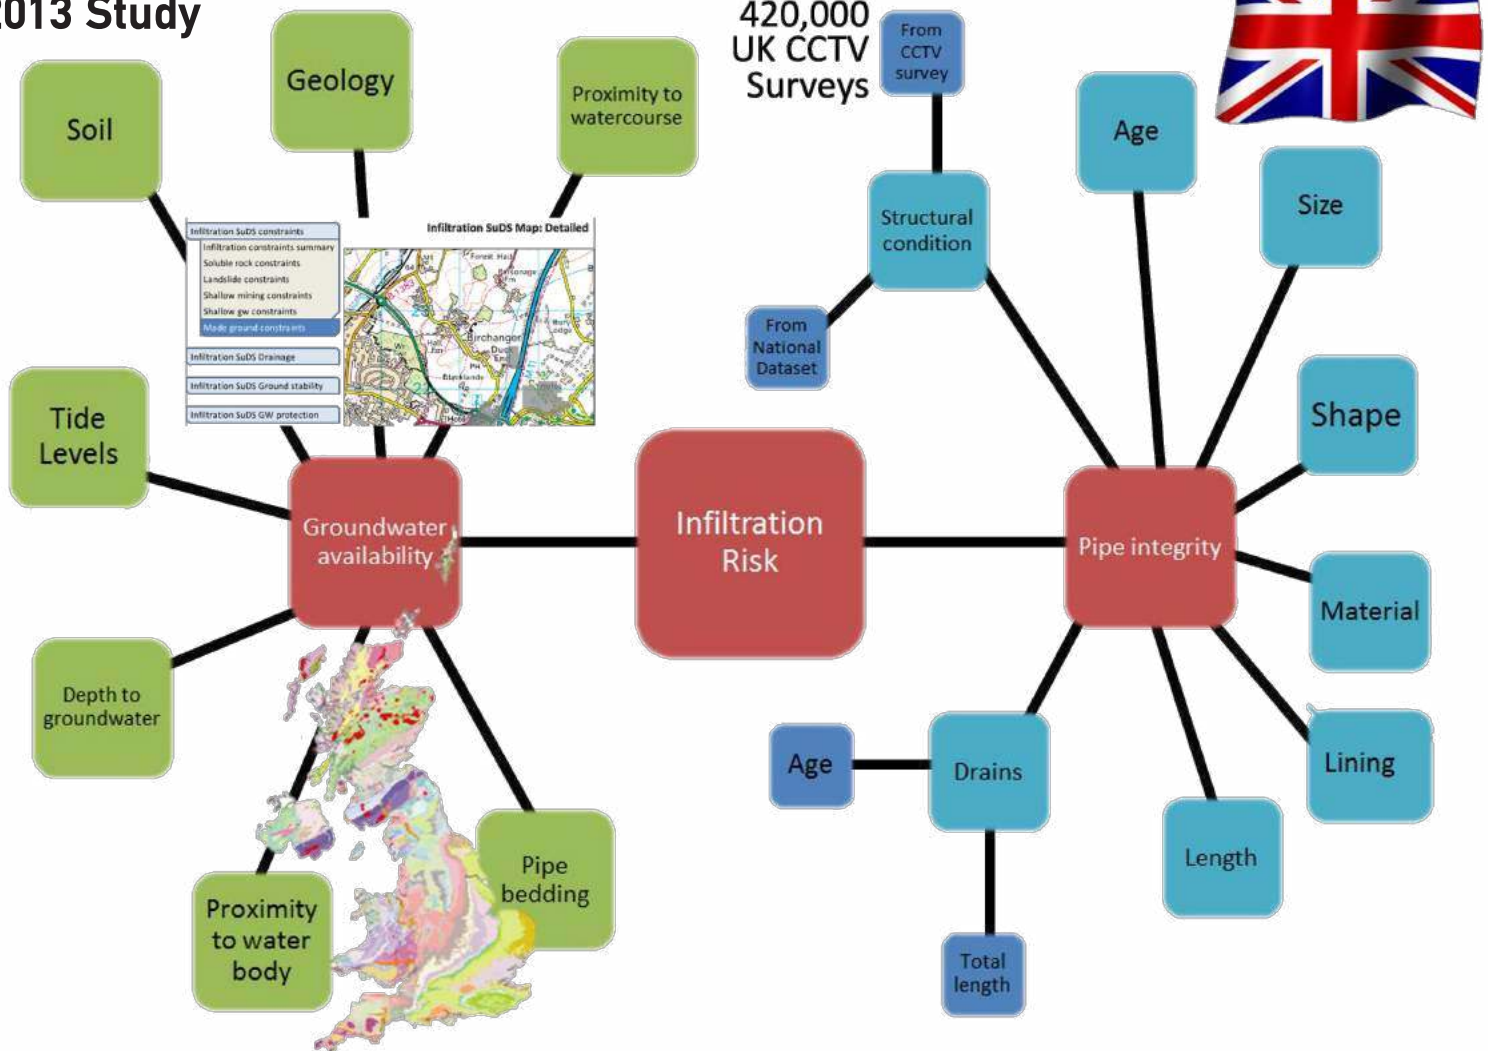 2013 Study
420,000
UK CCTV
Surveys
From
CCTV
survey
Geology
Proximity to
watercourse
Soil
Age
Size
Structural
condition
Infiltration SuDS constraints
Infiltration constraints summary
Soluble rock constraints
Landslide constraints
Shallow mining constraints
Shallow gw constraints
Made ground constraints
Infiltration SuDS Drainage
Infiltration SuDS Ground stability
Infiltration SuDS GW protection
Infiltration SuDS Map: Detailed
Forest Hall
Birchanger
From
National
Dataset
Tide
Levels
Shape
Groundwater
availability
Infiltration
Risk
Pipe integrity
Material
Depth to
groundwater
Age
Drains
Lining
Length
Pipe
bedding
Proximity
to water
body
Total
length